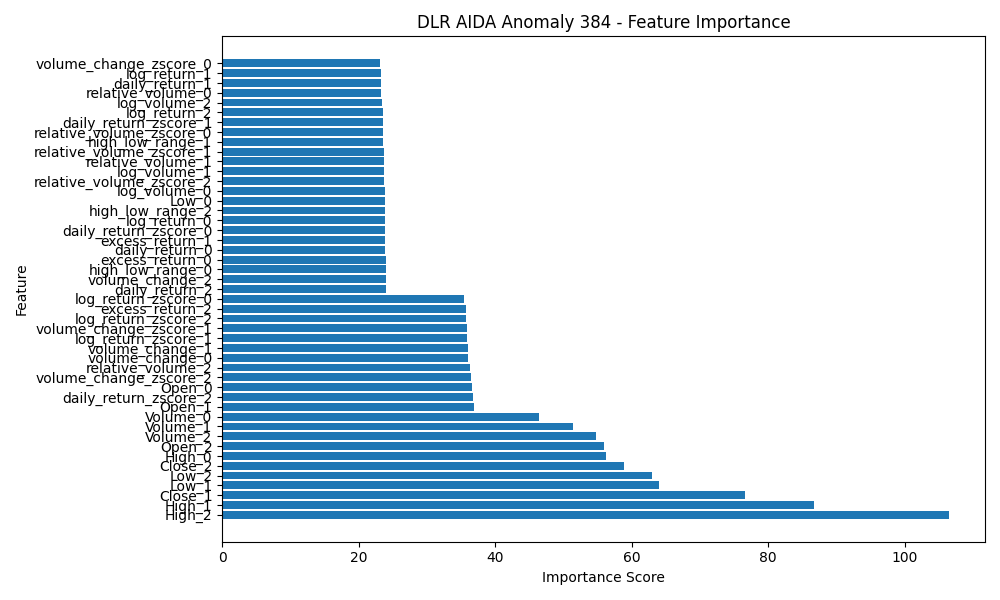 DLR AIDA Anomaly 384 - Feature Importance
volume_change_zscore_0
log_return_1
daily_return_1
relative_volume_0
log_volume_2
log_return_2
daily_return_zscore_1
relative_volume_zscore_0
high_low_range_1
relative_volume_zscore_1
relative_volume_1
log_volume_1
relative_volume_zscore_2
log_volume_0
Low_0
high_low_range_2
log_return_0
daily_return_zscore_0
excess_return_1
daily_return_0
excess_return_0
high_low_range_0
volume_change_2
daily_return_2
log_return_zscore_0
excess_return_2
log_return_zscore_2
volume_change_zscore_1
log_return_zscore_1
volume_change_1
volume_change_0
relative_volume_2
volume_change_zscore_2
Open_0
daily_return_zscore_2
Open_1
Volume_0
Volume_1
Volume_2
Open_2
High_0
Close_2
Low_2
Low_1
Close_1
High_1
High_2
Feature
0 20 40 60 80 100
Importance Score